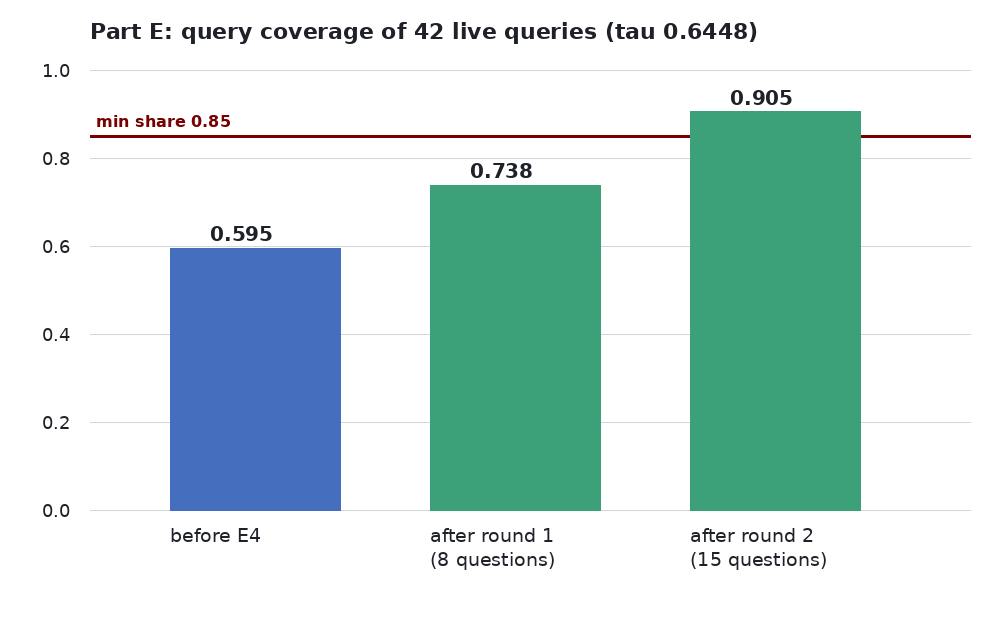 Part E: query coverage of 42 live queries (tau 0.6448)
1.0
min share 0.85
0.905
0.8
0.738
0.6
0.595
0.4
0.2
0.0
before E4
after round 1
(8 questions)
after round 2
(15 questions)